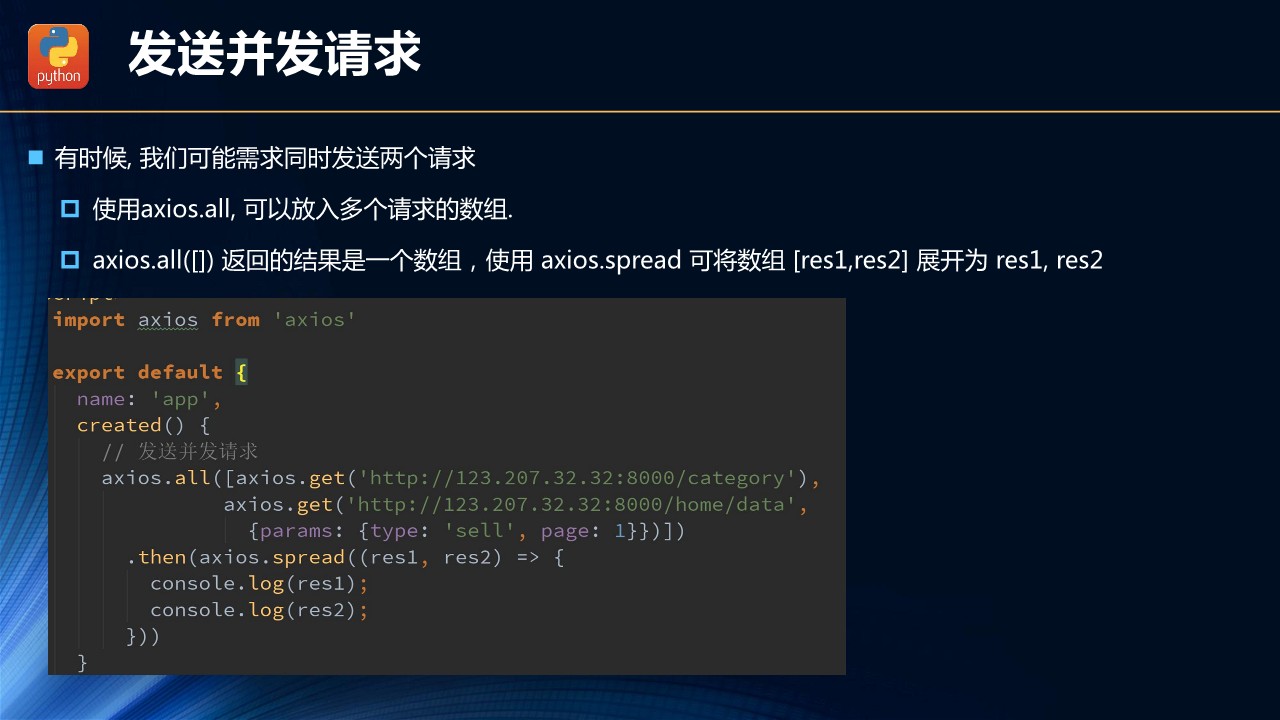 python
发送并发请求
有时候, 我们可能需求同时发送两个请求
使用axios.all, 可以放入多个请求的数组.
axios.all([]) 返回的结果是一个数组，使用 axios.spread 可将数组 [res1,res2] 展开为 res1, res2
import axios from 'axios'
export default {
name: 'app',
created() {
// 发送并发请求
axios.all([axios.get('http://123.207.32.32:8000/category'),
axios.get('http://123.207.32.32:8000/home/data',
{params: {type: 'sell', page: 1}})])
.then(axios.spread((res1, res2) => {
console.log(res1);
console.log(res2);
}))
}